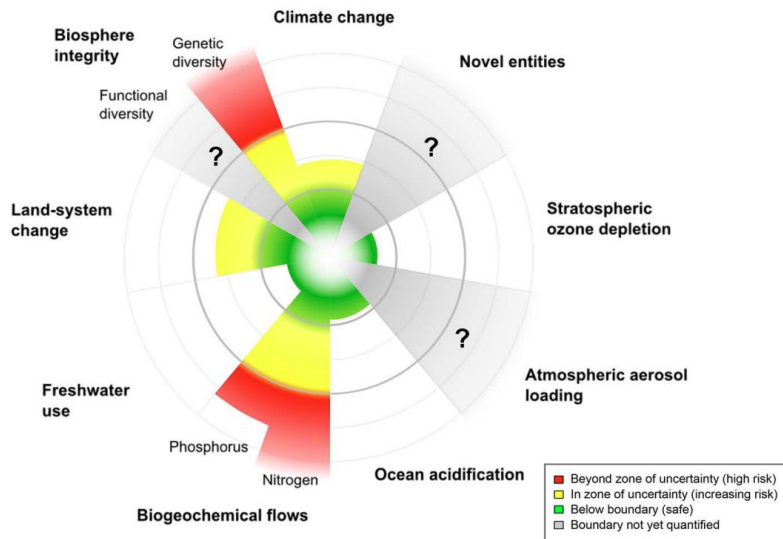 Climate change
Biosphere
integrity
Genetic
diversity
Novel entities
Functional
diversity
?
?
Land-system
change
Stratospheric
ozone depletion
?
Atmospheric aerosol
loading
Freshwater
use
Phosphorus
Nitrogen
Ocean acidification
Biogeochemical flows
Beyond zone of uncertainty (high risk)
In zone of uncertainty (increasing risk)
Below boundary (safe)
Boundary not yet quantified